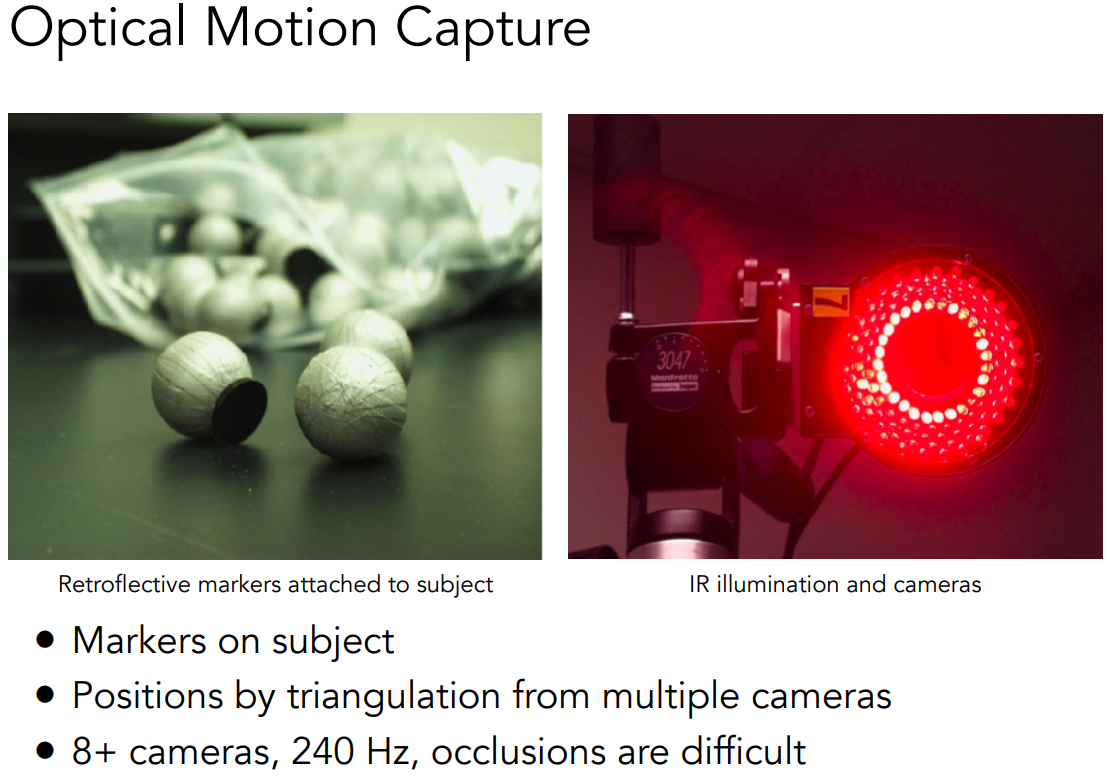 Optical Motion Capture
3047
Manfrotto
Retroflective markers attached to subject
IR illumination and cameras
● Markers on subject
● Positions by triangulation from multiple cameras
● 8+ cameras, 240 Hz, occlusions are difficult